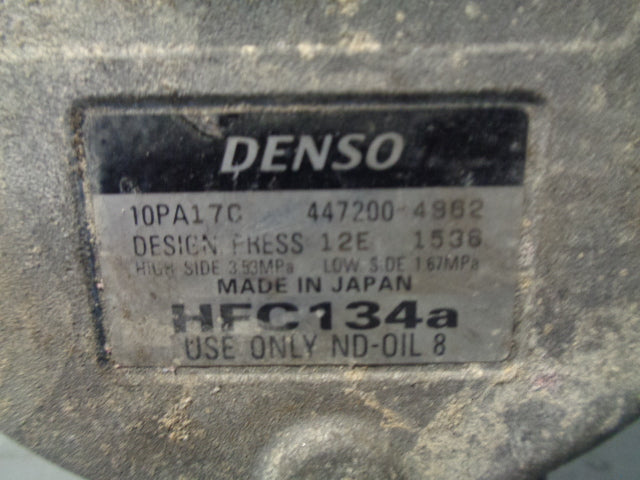 DENSO
10PA17C 447200-4962
DESIGN PRESS 12E 1536
HIGH SIDE 3.53MPa LOW SIDE 1.67MPa
MADE IN JAPAN
HFC134a
USE ONLY ND-OIL 8